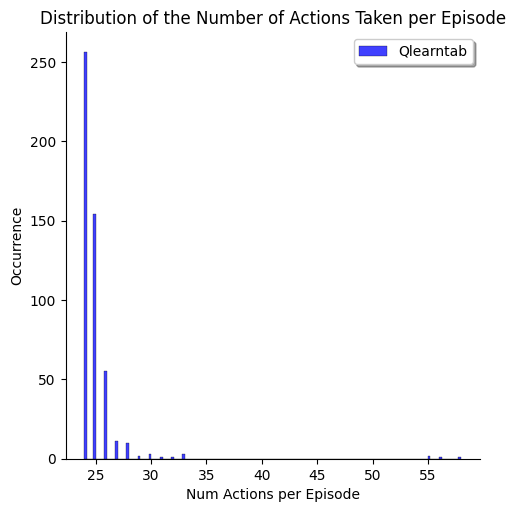 Distribution of the Number of Actions Taken per Episode
Qlearntab
250
200
150
100
50
0
Occurrence
25 30 35 40 45 50 55
Num Actions per Episode